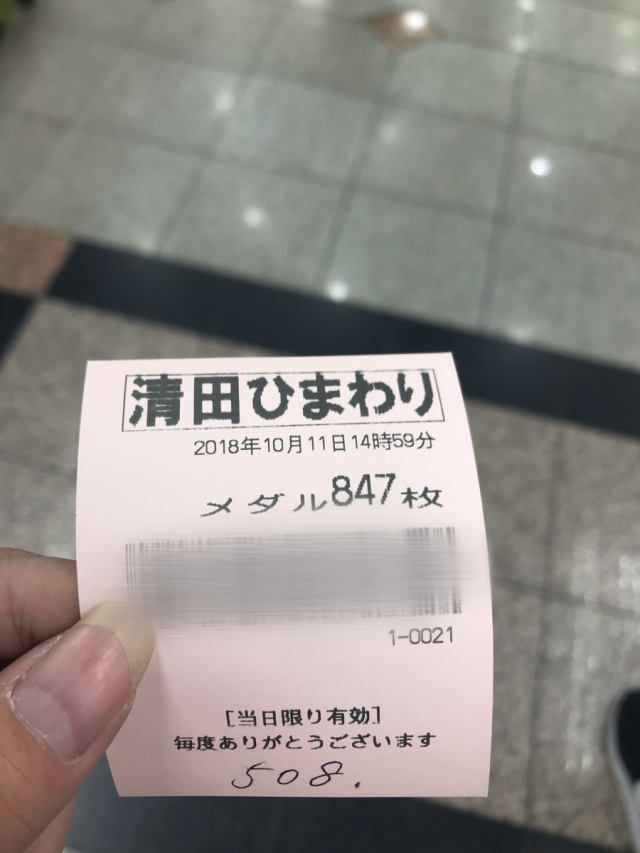 清田ひまわり
2018年10月11日14時59分
メダル847枚
1-0021
[当日限り有効]
毎度ありがとうございます
508.